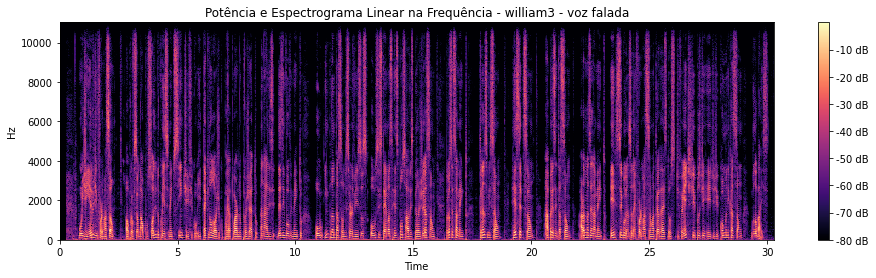 Potência e Espectrograma Linear na Frequência - william3 - voz falada
Hz
10000
8000
6000
4000
2000
0
0 5 10 15 20 25 30
Time
-10 dB
-20 dB
-30 dB
-40 dB
-50 dB
-60 dB
-70 dB
-80 dB